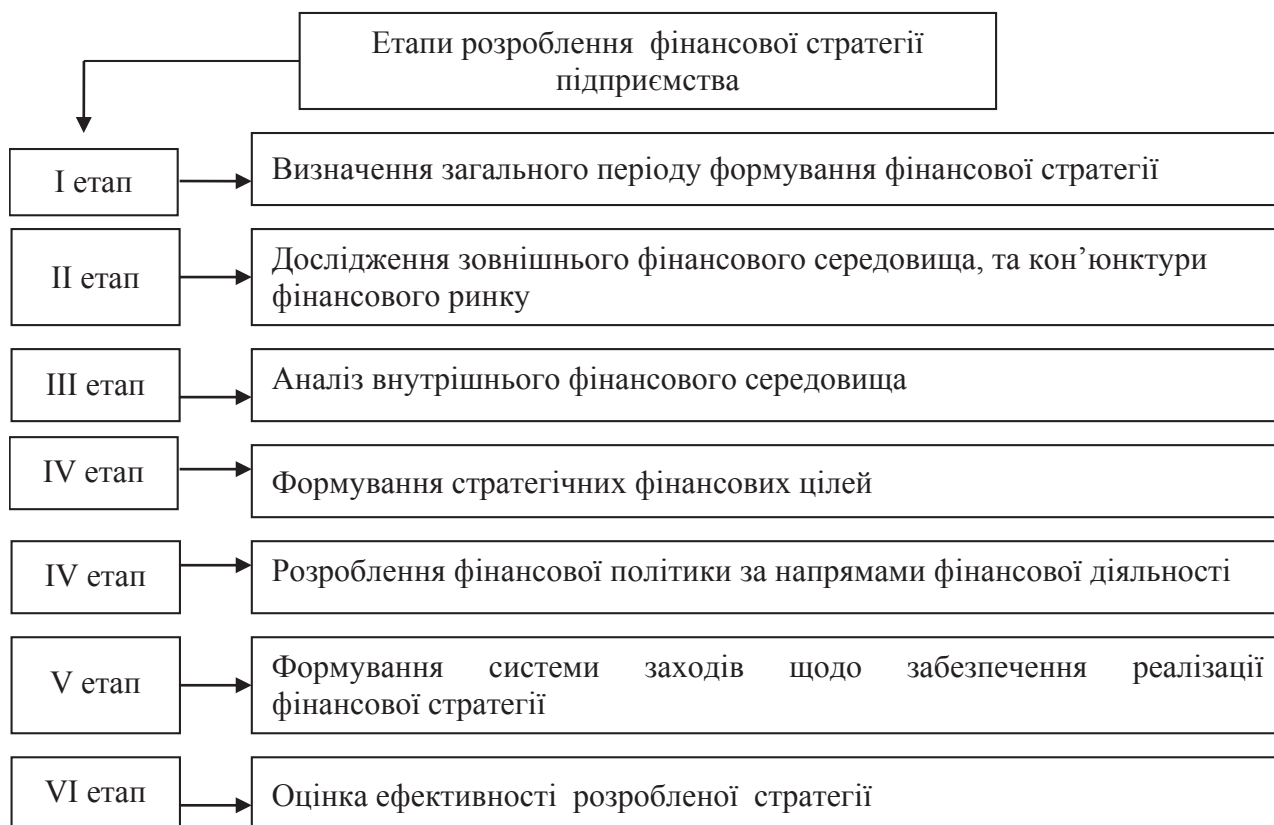 Етапи розроблення фінансової стратегії
підприємства
I етап
Визначення загального періоду формування фінансової стратегії
II етап
Дослідження зовнішнього фінансового середовища, та кон’юнктури
фінансового ринку
III етап
Аналіз внутрішнього фінансового середовища
IV етап
Формування стратегічних фінансових цілей
IV етап
Розроблення фінансової політики за напрямами фінансової діяльності
V етап
Формування системи заходів щодо забезпечення реалізації
фінансової стратегії
VI етап
Оцінка ефективності розробленої стратегії